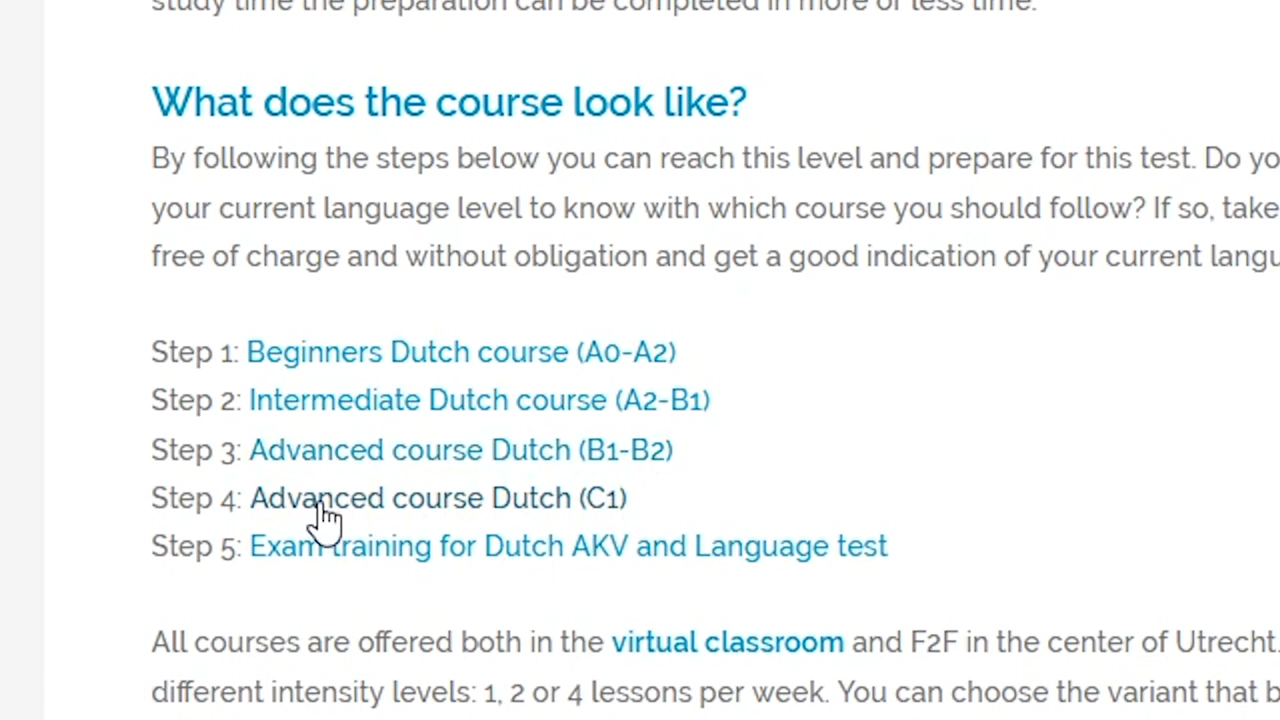 study time the preparation can be completed in more or less time.
What does the course look like?
By following the steps below you can reach this level and prepare for this test. Do yo
your current language level to know with which course you should follow? If so, take
free of charge and without obligation and get a good indication of your current langu
Step 1: Beginners Dutch course (A0-A2)
Step 2: Intermediate Dutch course (A2-B1)
Step 3: Advanced course Dutch (B1-B2)
Step 4: Advanced course Dutch (C1)
Step 5: Exam training for Dutch AKV and Language test
All courses are offered both in the virtual classroom and F2F in the center of Utrecht.
different intensity levels: 1, 2 or 4 lessons per week. You can choose the variant that b